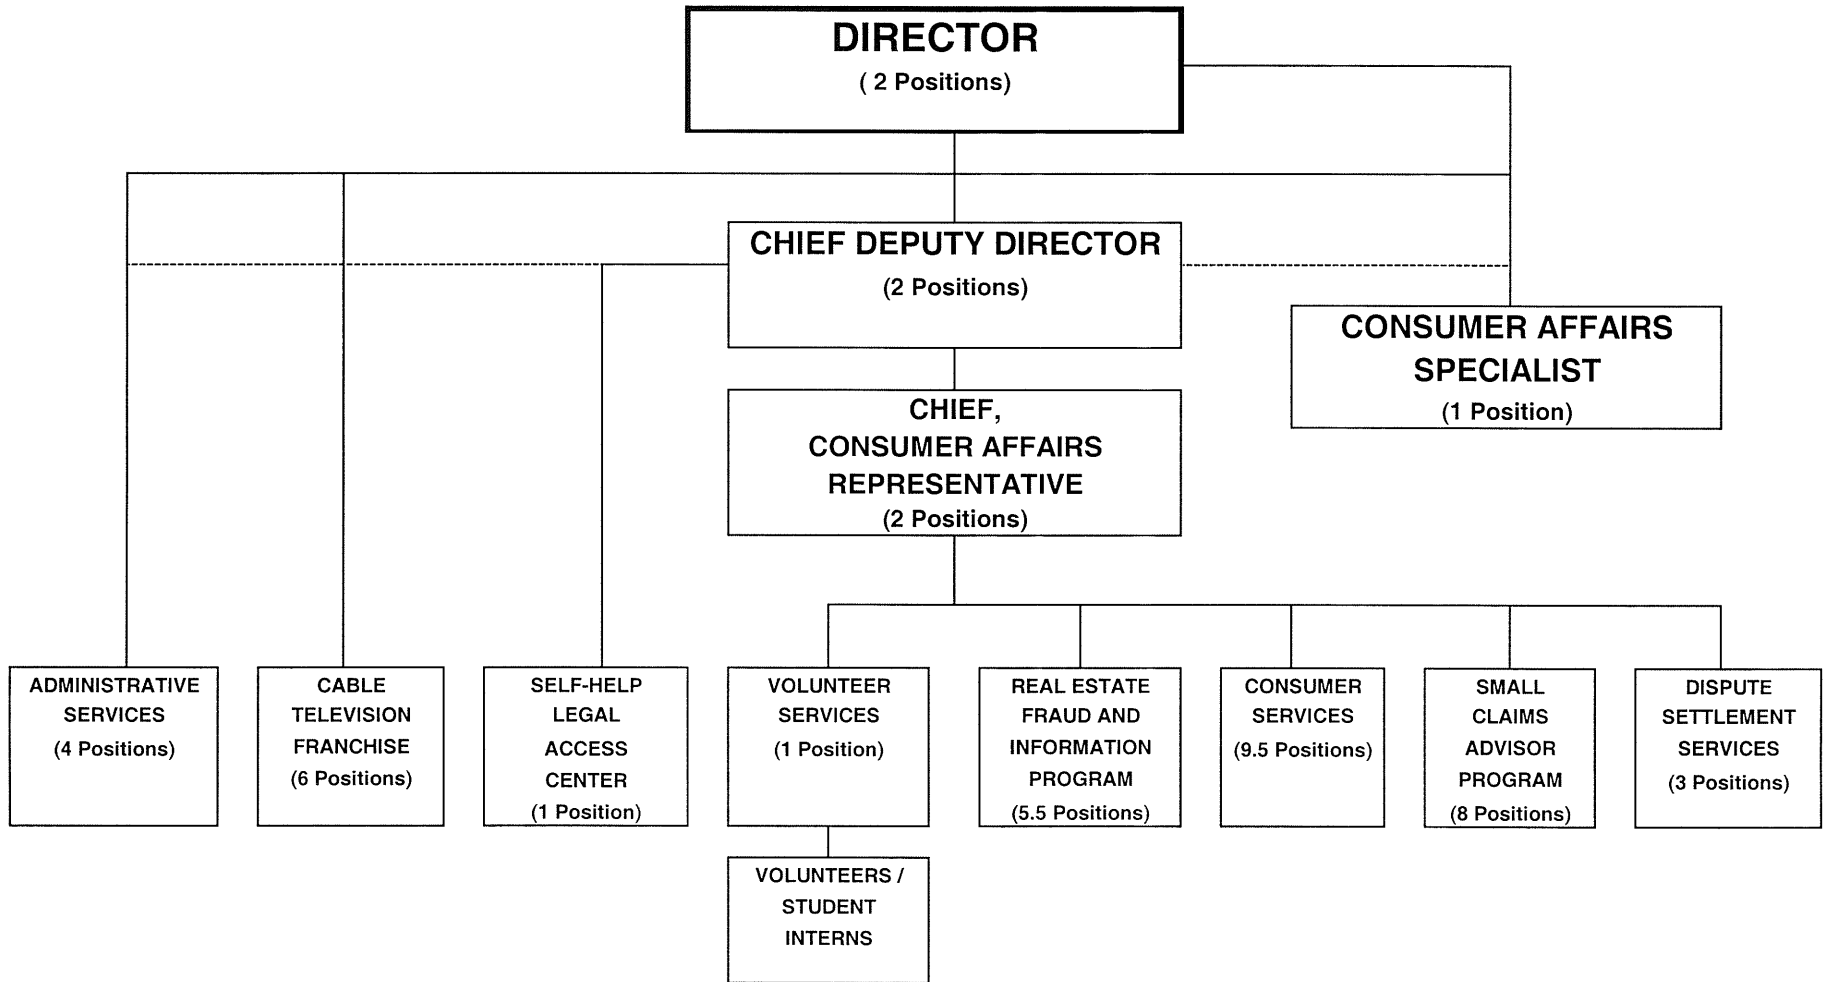 DIRECTOR
( 2 Positions)
CHIEF DEPUTY DIRECTOR
(2 Positions)
CONSUMER AFFAIRS
SPECIALIST
(1 Position)
CHIEF,
CONSUMER AFFAIRS
REPRESENTATIVE
(2 Positions)
ADMINISTRATIVE
SERVICES
(4 Positions)
CABLE
TELEVISION
FRANCHISE
(6 Positions)
SELF-HELP
LEGAL
ACCESS
CENTER
(1 Position)
VOLUNTEER
SERVICES
(1 Position)
REAL ESTATE
FRAUD AND
INFORMATION
PROGRAM
(5.5 Positions)
CONSUMER
SERVICES
(9.5 Positions)
SMALL
CLAIMS
ADVISOR
PROGRAM
(8 Positions)
DISPUTE
SETTLEMENT
SERVICES
(3 Positions)
VOLUNTEERS /
STUDENT
INTERNS